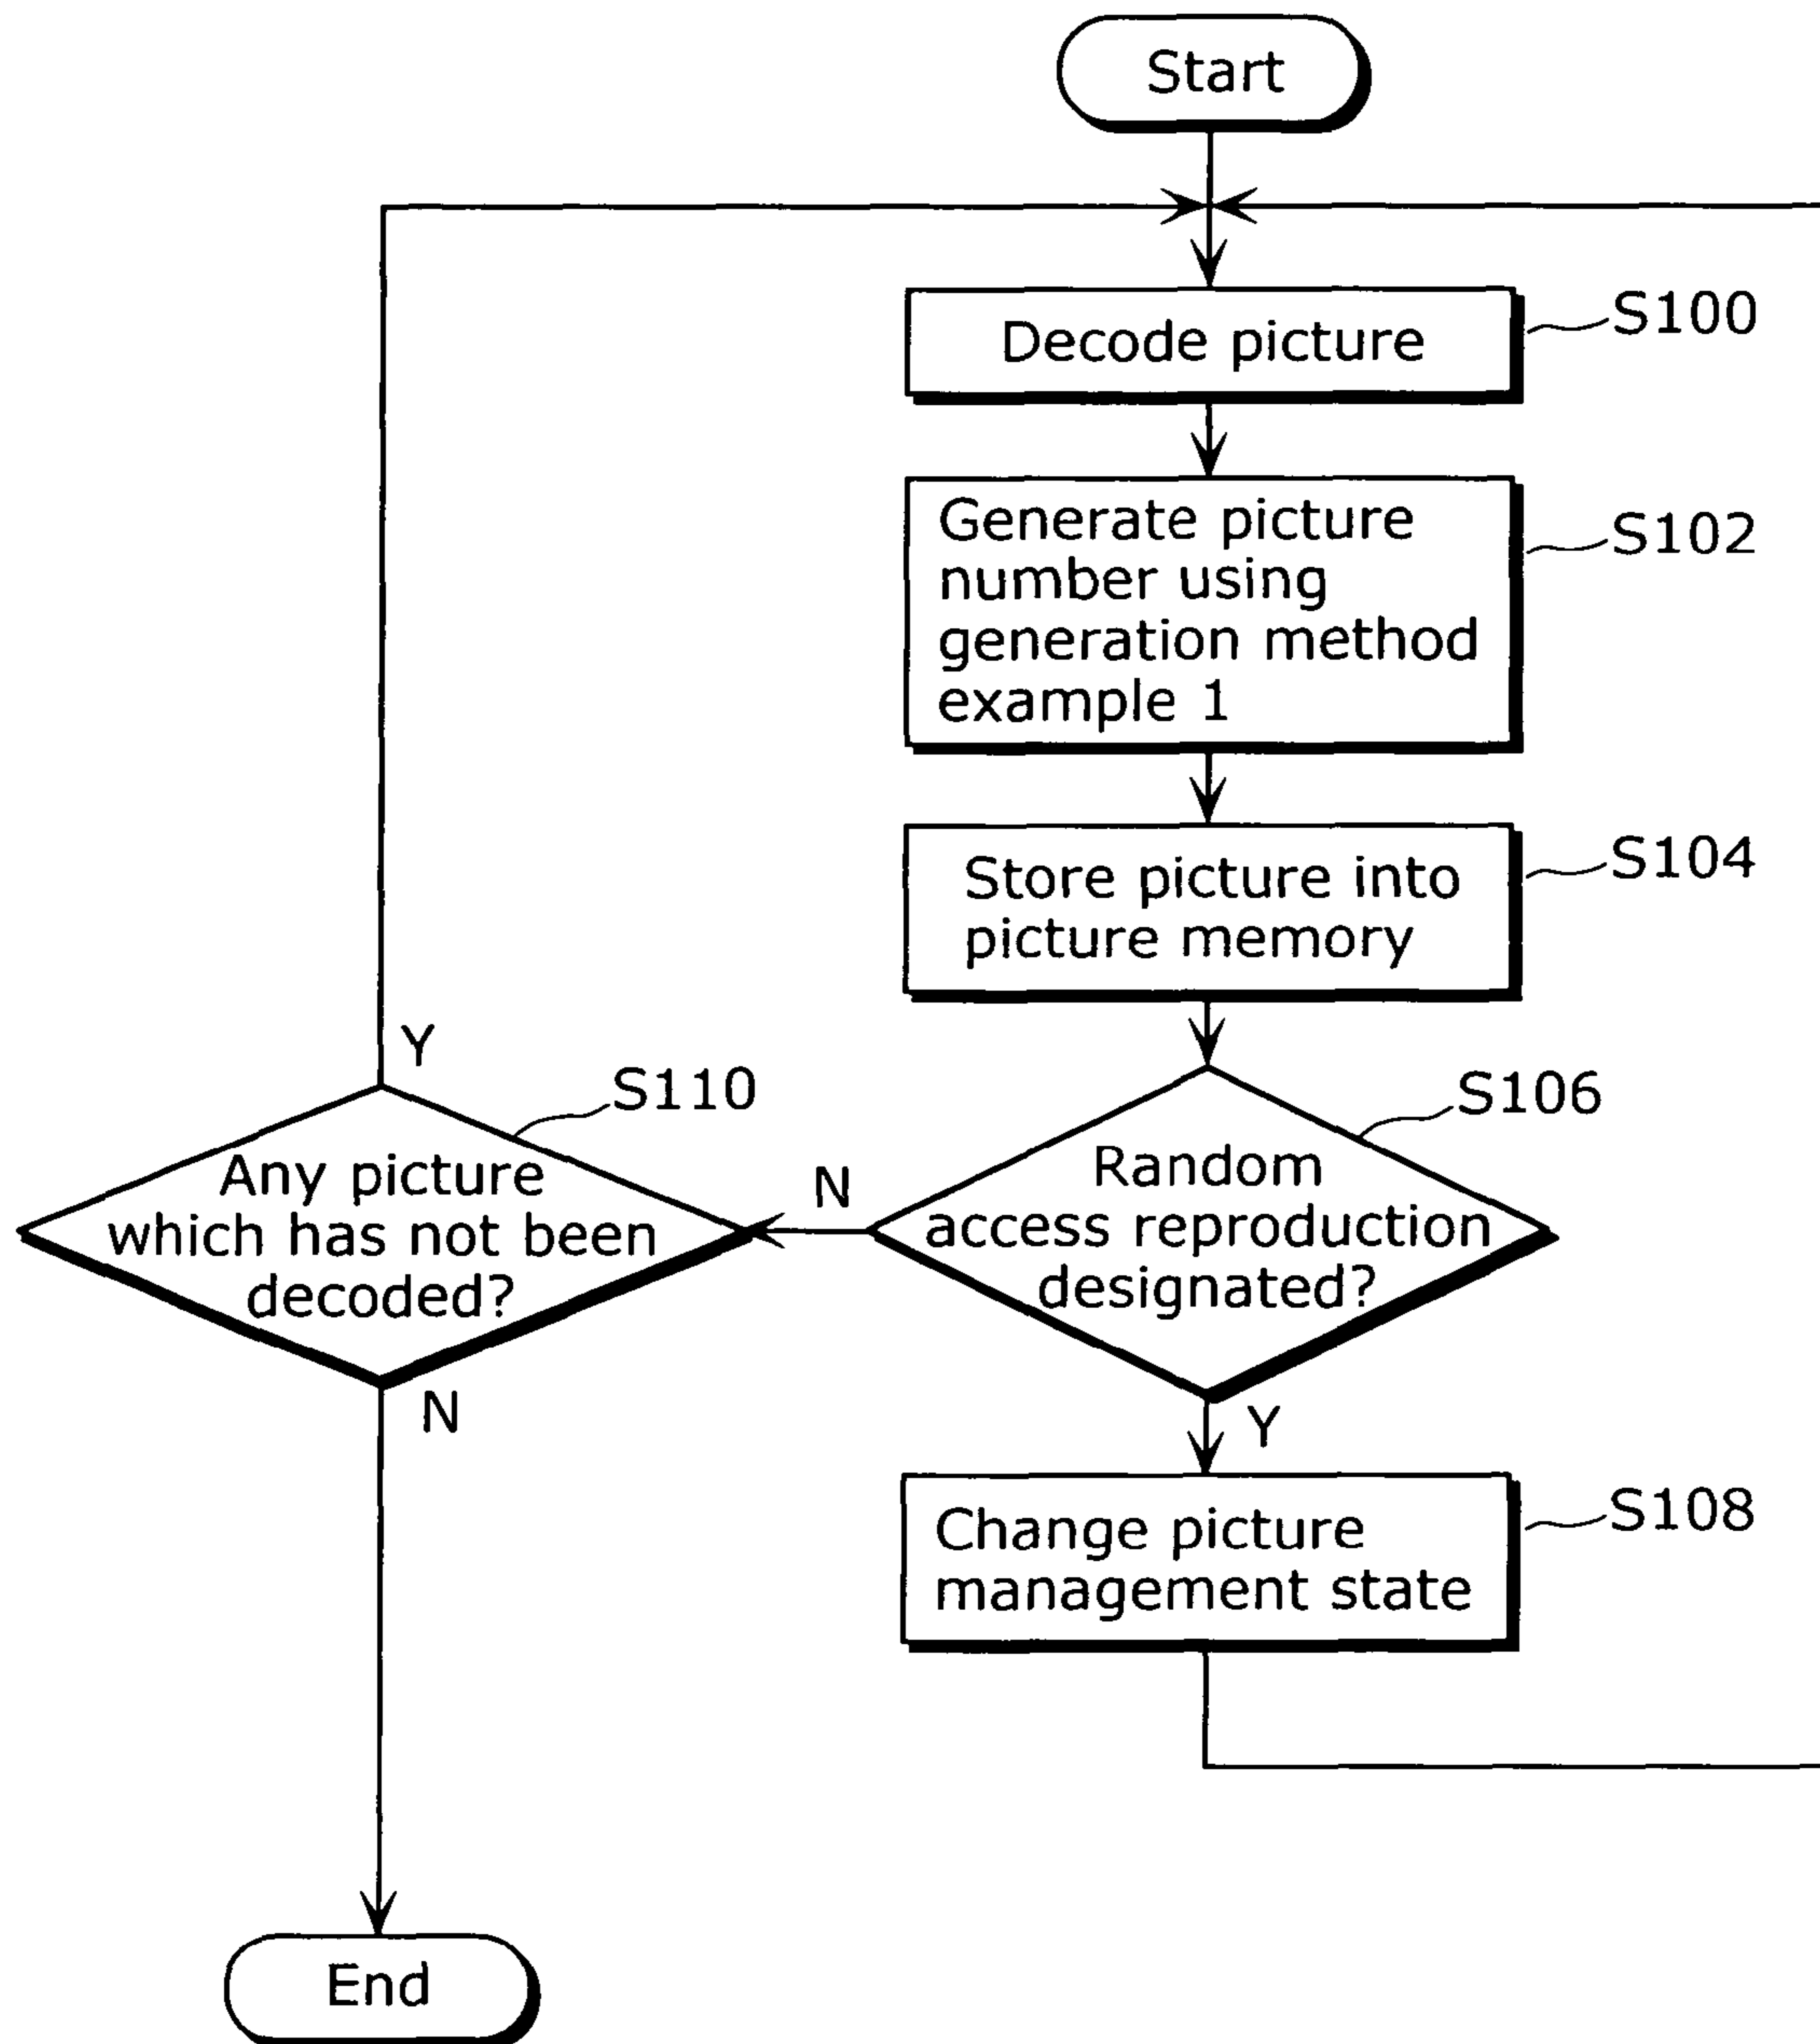 Start
Decode picture
S100
Generate picture
number using
generation method
example 1
S102
Store picture into
picture memory
S104
Random
access reproduction
designated?
S106
N
Y
Any picture
which has not been
decoded?
S110
Y
N
Change picture
management state
S108
End